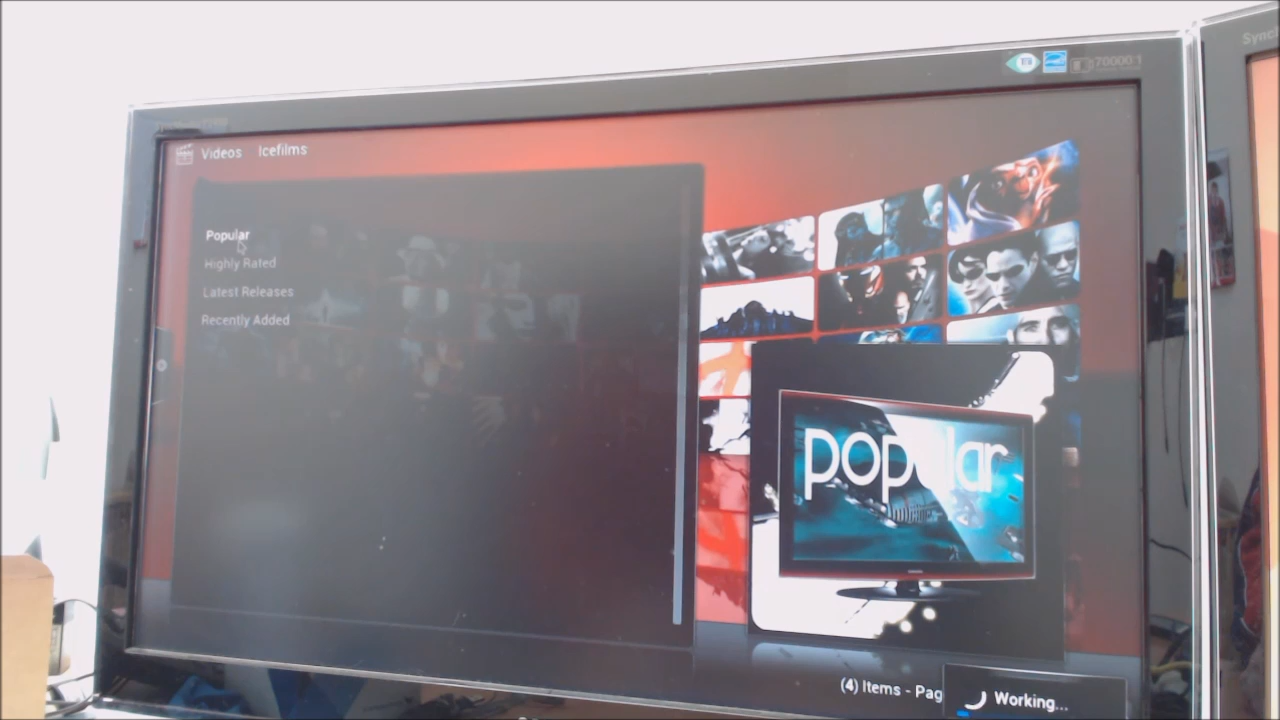 Videos Icefilms
Popular
Highly Rated
Latest Releases
Recently Added
popular
(4) Items - Pag
Working...